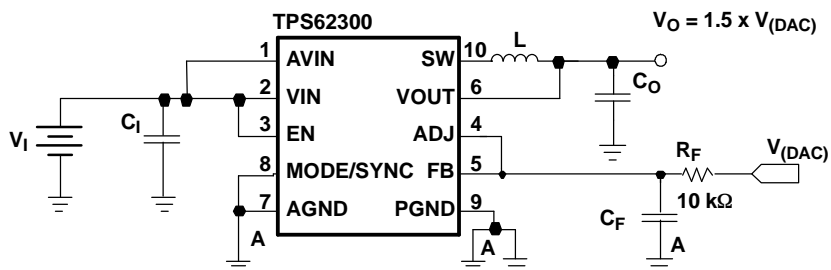 TPS62300
V_O = 1.5 x V_(DAC)
1 AVIN SW 10 L
2 VIN VOUT 6 C_O
V_I C_I 3 EN ADJ 4
8 MODE/SYNC FB 5 R_F V_(DAC)
10 kΩ
7 AGND PGND 9 C_F
A A A